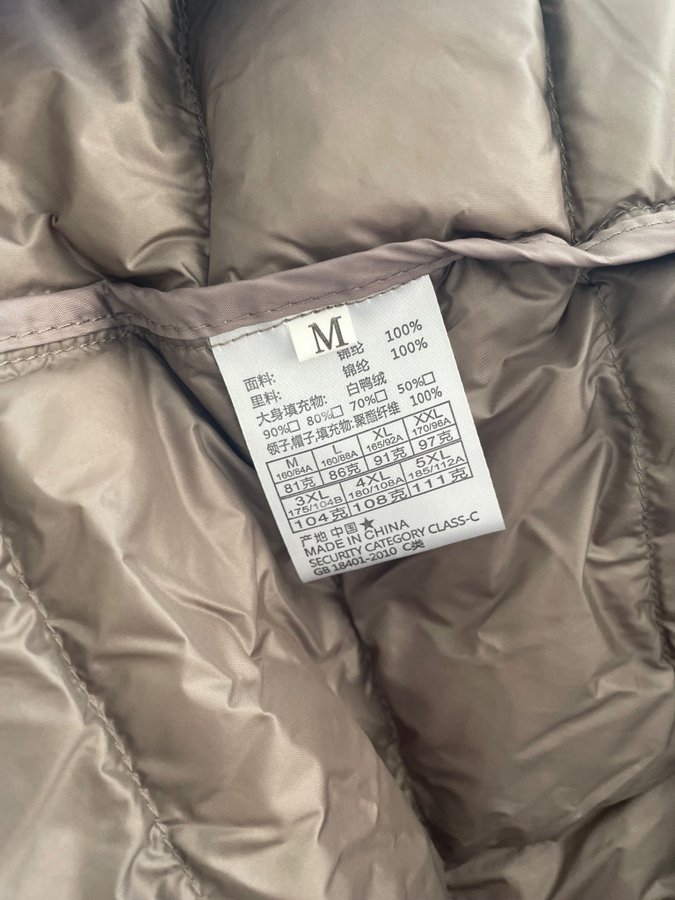 M
面料: 锦纶 100%
里料: 锦纶 100%
大身填充物: 白鸭绒
90%□ 80%□ 70%□ 50%□
领子,帽子,填充物:聚酯纤维 100%
M L XL XXL
160/84A 160/88A 165/92A 170/96A
81克 86克 91克 97克
3XL 4XL 5XL
175/104B 180/108A 185/112A
104克 108克 111克
产地 中国★
MADE IN CHINA
SECURITY CATEGORY CLASS-C
GB 18401-2010 C类